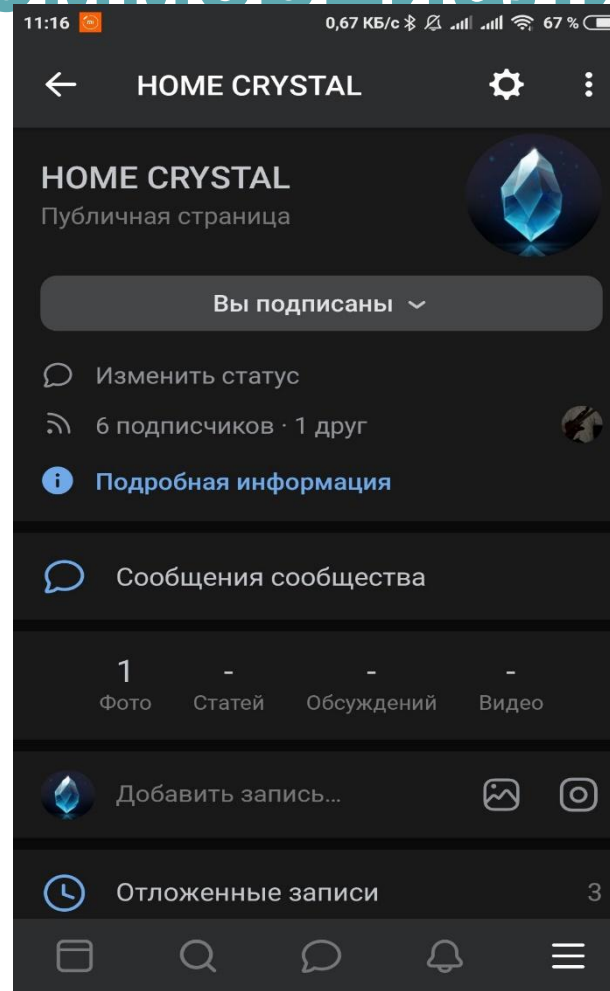 11:16 0,67 КБ/с 67 %
HOME CRYSTAL
HOME CRYSTAL
Публичная страница
Вы подписаны
Изменить статус
6 подписчиков · 1 друг
Подробная информация
Сообщения сообщества
1 - - -
Фото Статей Обсуждений Видео
Добавить запись...
Отложенные записи 3